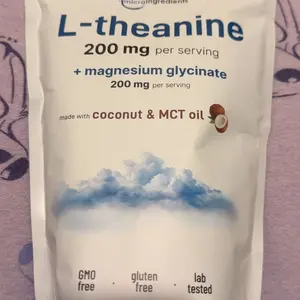 microingredients
L-theanine
200 mg per serving
+ magnesium glycinate
200 mg per serving
made with coconut & MCT oil
GMO free · gluten free · lab tested